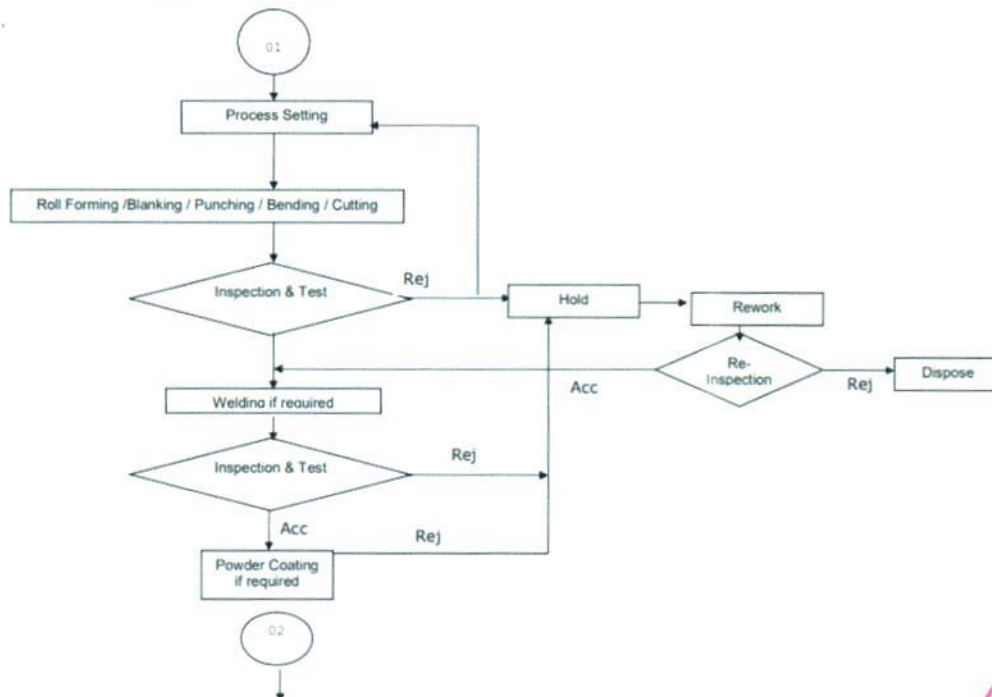 01
Process Setting
Roll Forming /Blanking / Punching / Bending / Cutting
Inspection & Test
Rej
Hold
Rework
Re-
Inspection
Rej
Dispose
Acc
Welding if required
Inspection & Test
Rej
Acc
Rej
Powder Coating
if required
02